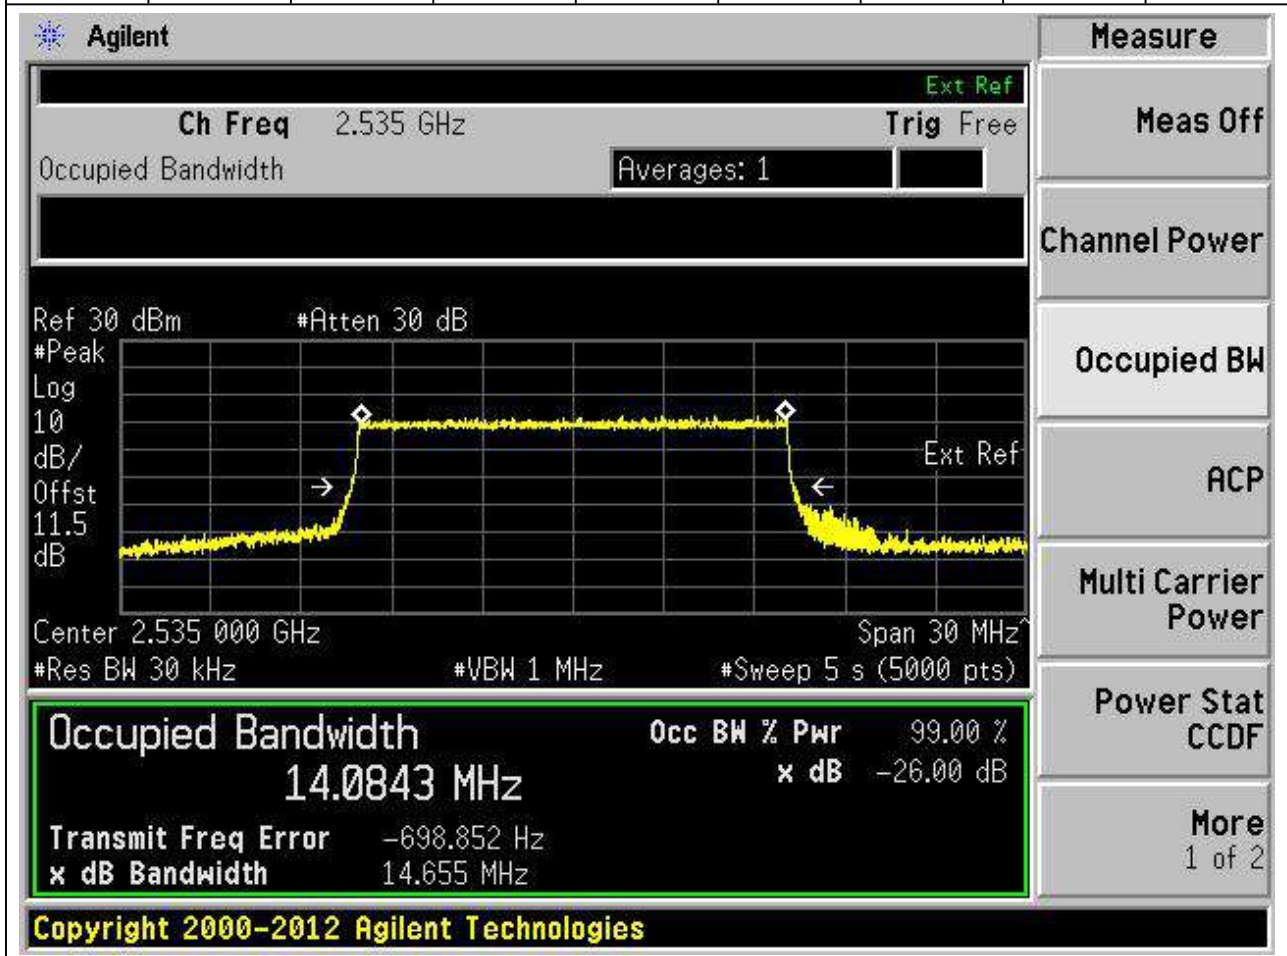 Agilent
Measure
Ext Ref
Ch Freq 2.535 GHz
Trig Free
Occupied Bandwidth
Averages: 1
Meas Off
Channel Power
Occupied BW
ACP
Multi Carrier
Power
Power Stat
CCDF
More
1 of 2
Ref 30 dBm
#Atten 30 dB
#Peak
Log
10
dB/
Offst
11.5
dB
Ext Ref
Center 2.535 000 GHz
Span 30 MHz^
#Res BW 30 kHz
#VBW 1 MHz
#Sweep 5 s (5000 pts)
Occupied Bandwidth
14.0843 MHz
Occ BW % Pwr 99.00 %
x dB -26.00 dB
Transmit Freq Error -698.852 Hz
x dB Bandwidth 14.655 MHz
Copyright 2000-2012 Agilent Technologies